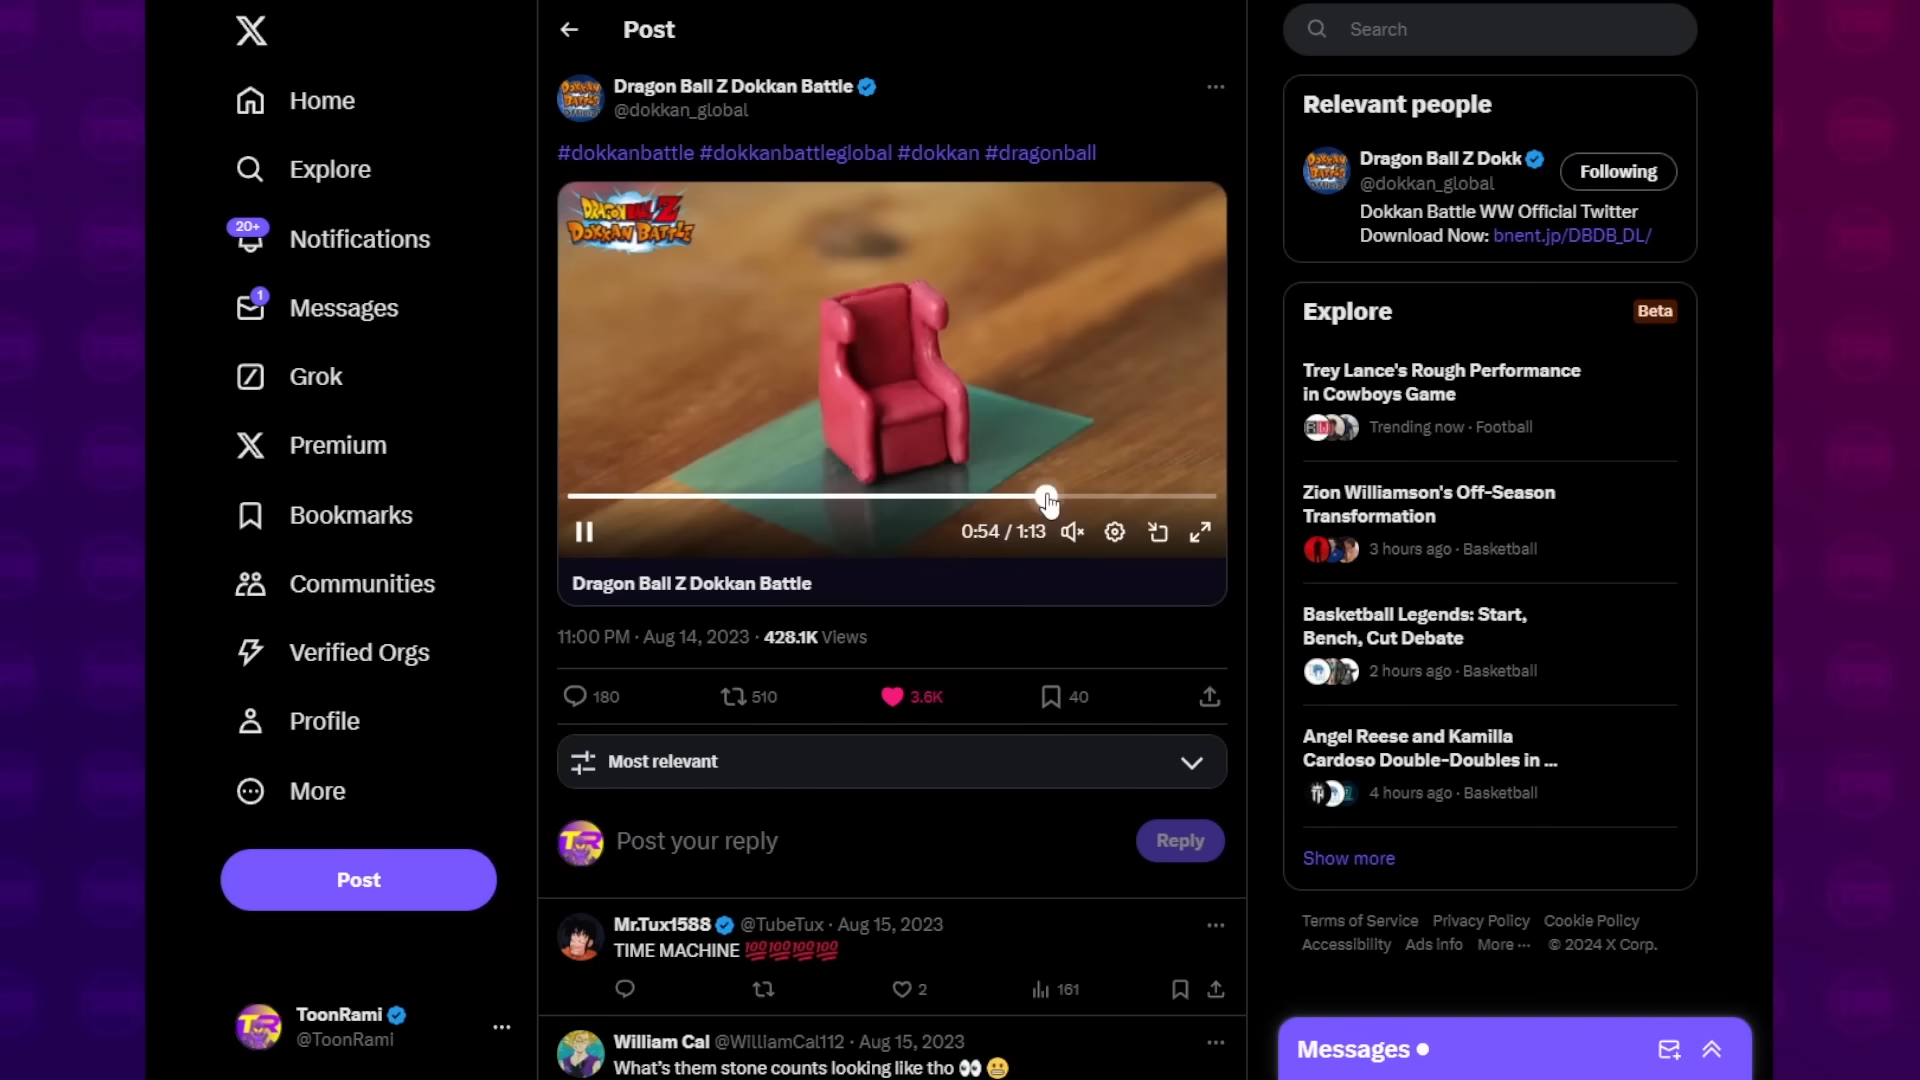 Home
Explore
20+
Notifications
1
Messages
Grok
Premium
Bookmarks
Communities
Verified Orgs
Profile
More
Post
ToonRami
@ToonRami
Post
Dragon Ball Z Dokkan Battle
@dokkan_global
#dokkanbattle #dokkanbattleglobal #dokkan #dragonball
DRAGON BALL Z
DOKKAN BATTLE
0:54 / 1:13
Dragon Ball Z Dokkan Battle
11:00 PM · Aug 14, 2023 · 428.1K Views
180 510 3.6K 40
Most relevant
Post your reply
Reply
Mr.Tux1588 @TubeTux · Aug 15, 2023
TIME MACHINE 💯💯💯💯
2 161
William Cal @WilliamCal112 · Aug 15, 2023
What's them stone counts looking like tho 👀😬
Search
Relevant people
Dragon Ball Z Dokk
@dokkan_global
Following
Dokkan Battle WW Official Twitter
Download Now: bnent.jp/DBDB_DL/
Explore
Beta
Trey Lance's Rough Performance
in Cowboys Game
Trending now · Football
Zion Williamson's Off-Season
Transformation
3 hours ago · Basketball
Basketball Legends: Start,
Bench, Cut Debate
2 hours ago · Basketball
Angel Reese and Kamilla
Cardoso Double-Doubles in ...
4 hours ago · Basketball
Show more
Terms of Service Privacy Policy Cookie Policy
Accessibility Ads info More ··· © 2024 X Corp.
Messages